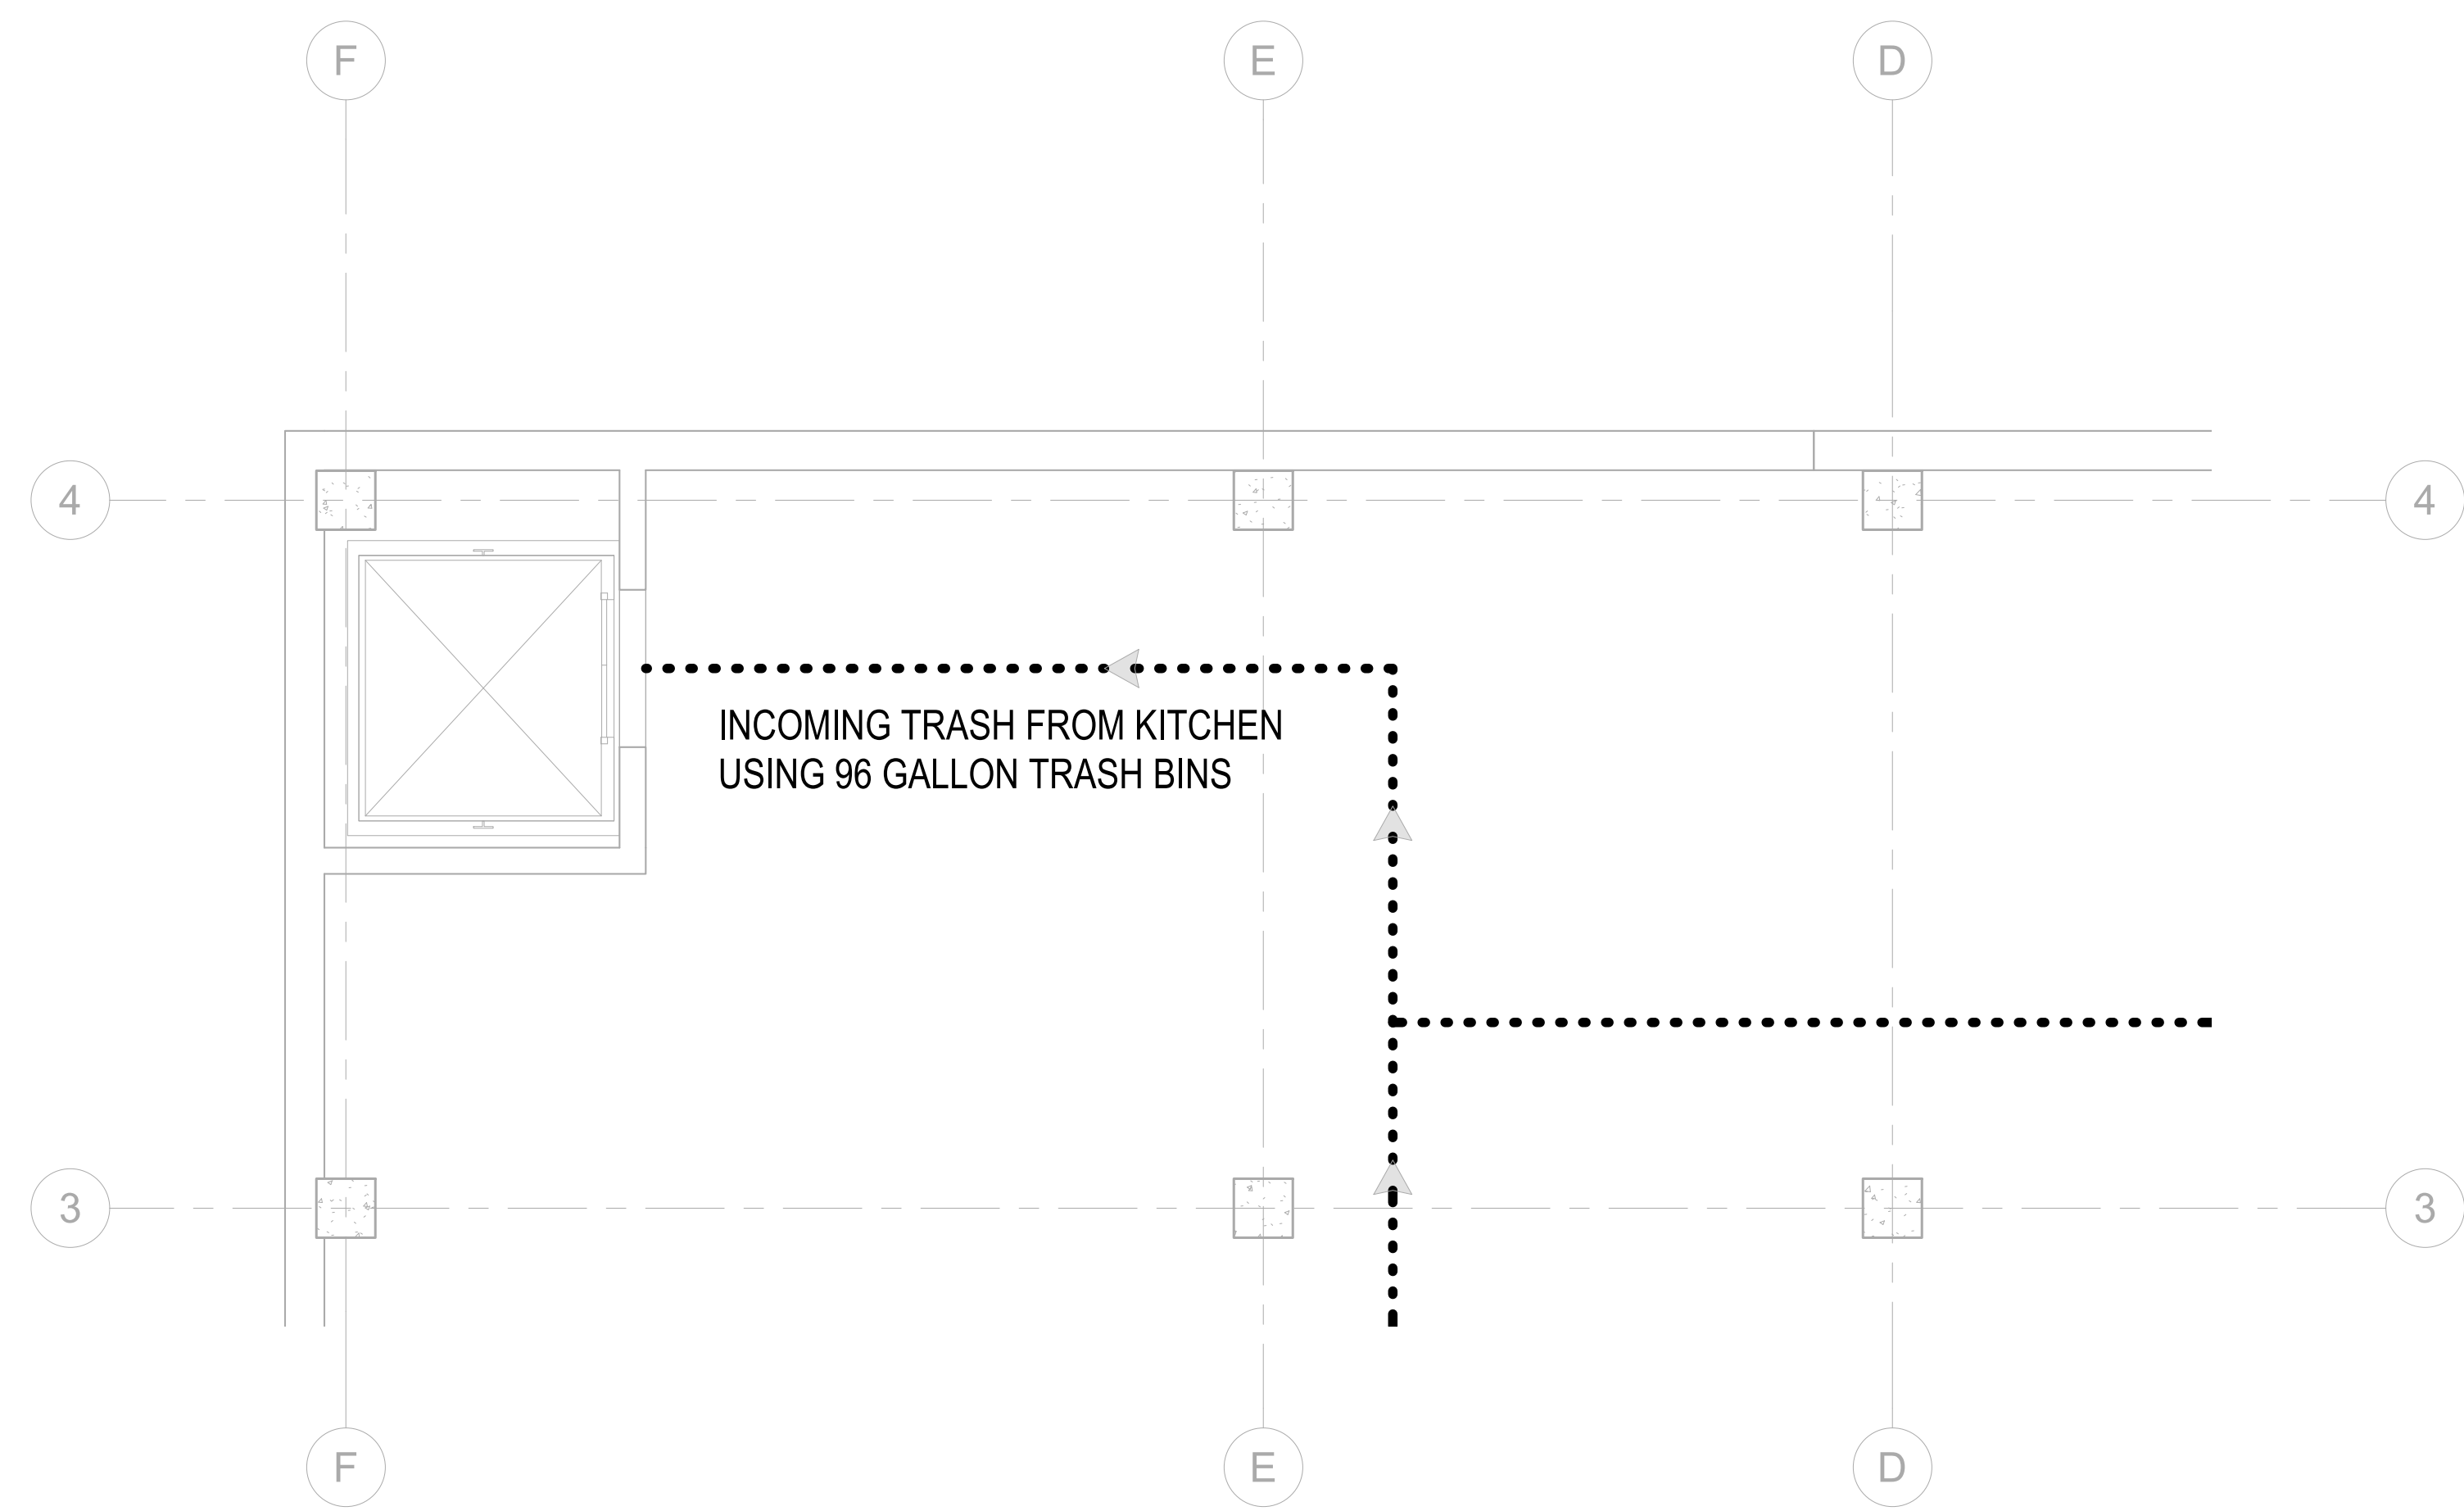 F E D
4 4
INCOMING TRASH FROM KITCHEN
USING 96 GALLON TRASH BINS
3 3
F E D